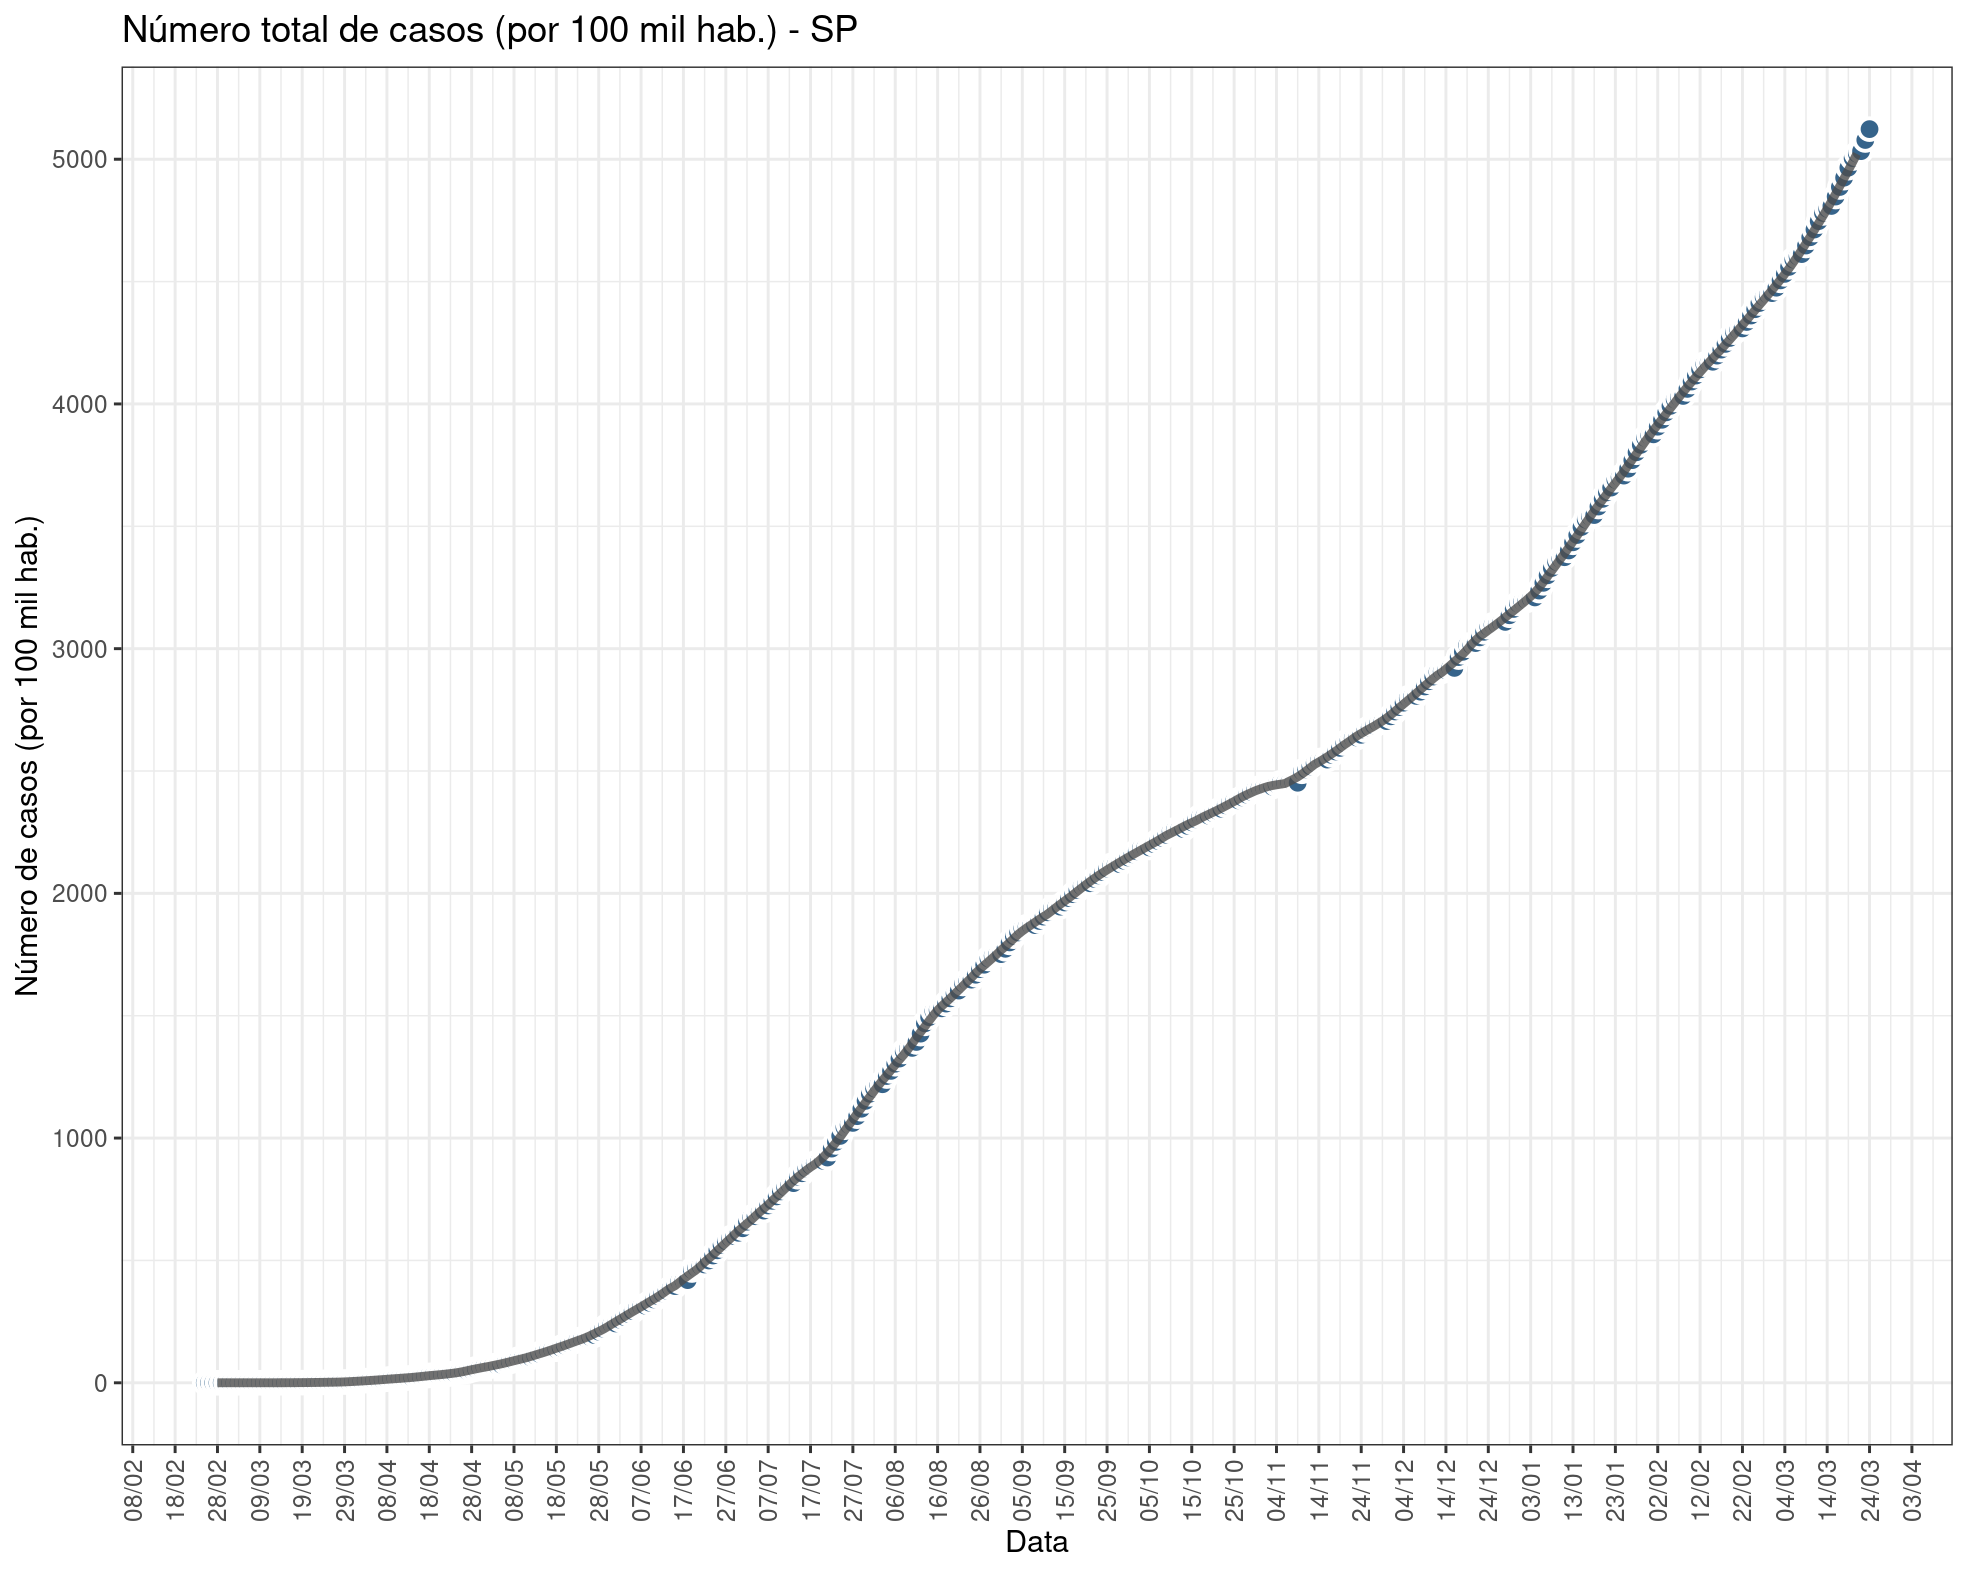 Número total de casos (por 100 mil hab.) - SP
Número de casos (por 100 mil hab.)
5000
4000
3000
2000
1000
0
08/02 18/02 28/02 09/03 19/03 29/03 08/04 18/04 28/04 08/05 18/05 28/05 07/06 17/06 27/06 07/07 17/07 27/07 06/08 16/08 26/08 05/09 15/09 25/09 05/10 15/10 25/10 04/11 14/11 24/11 04/12 14/12 24/12 03/01 13/01 23/01 02/02 12/02 22/02 04/03 14/03 24/03 03/04
Data